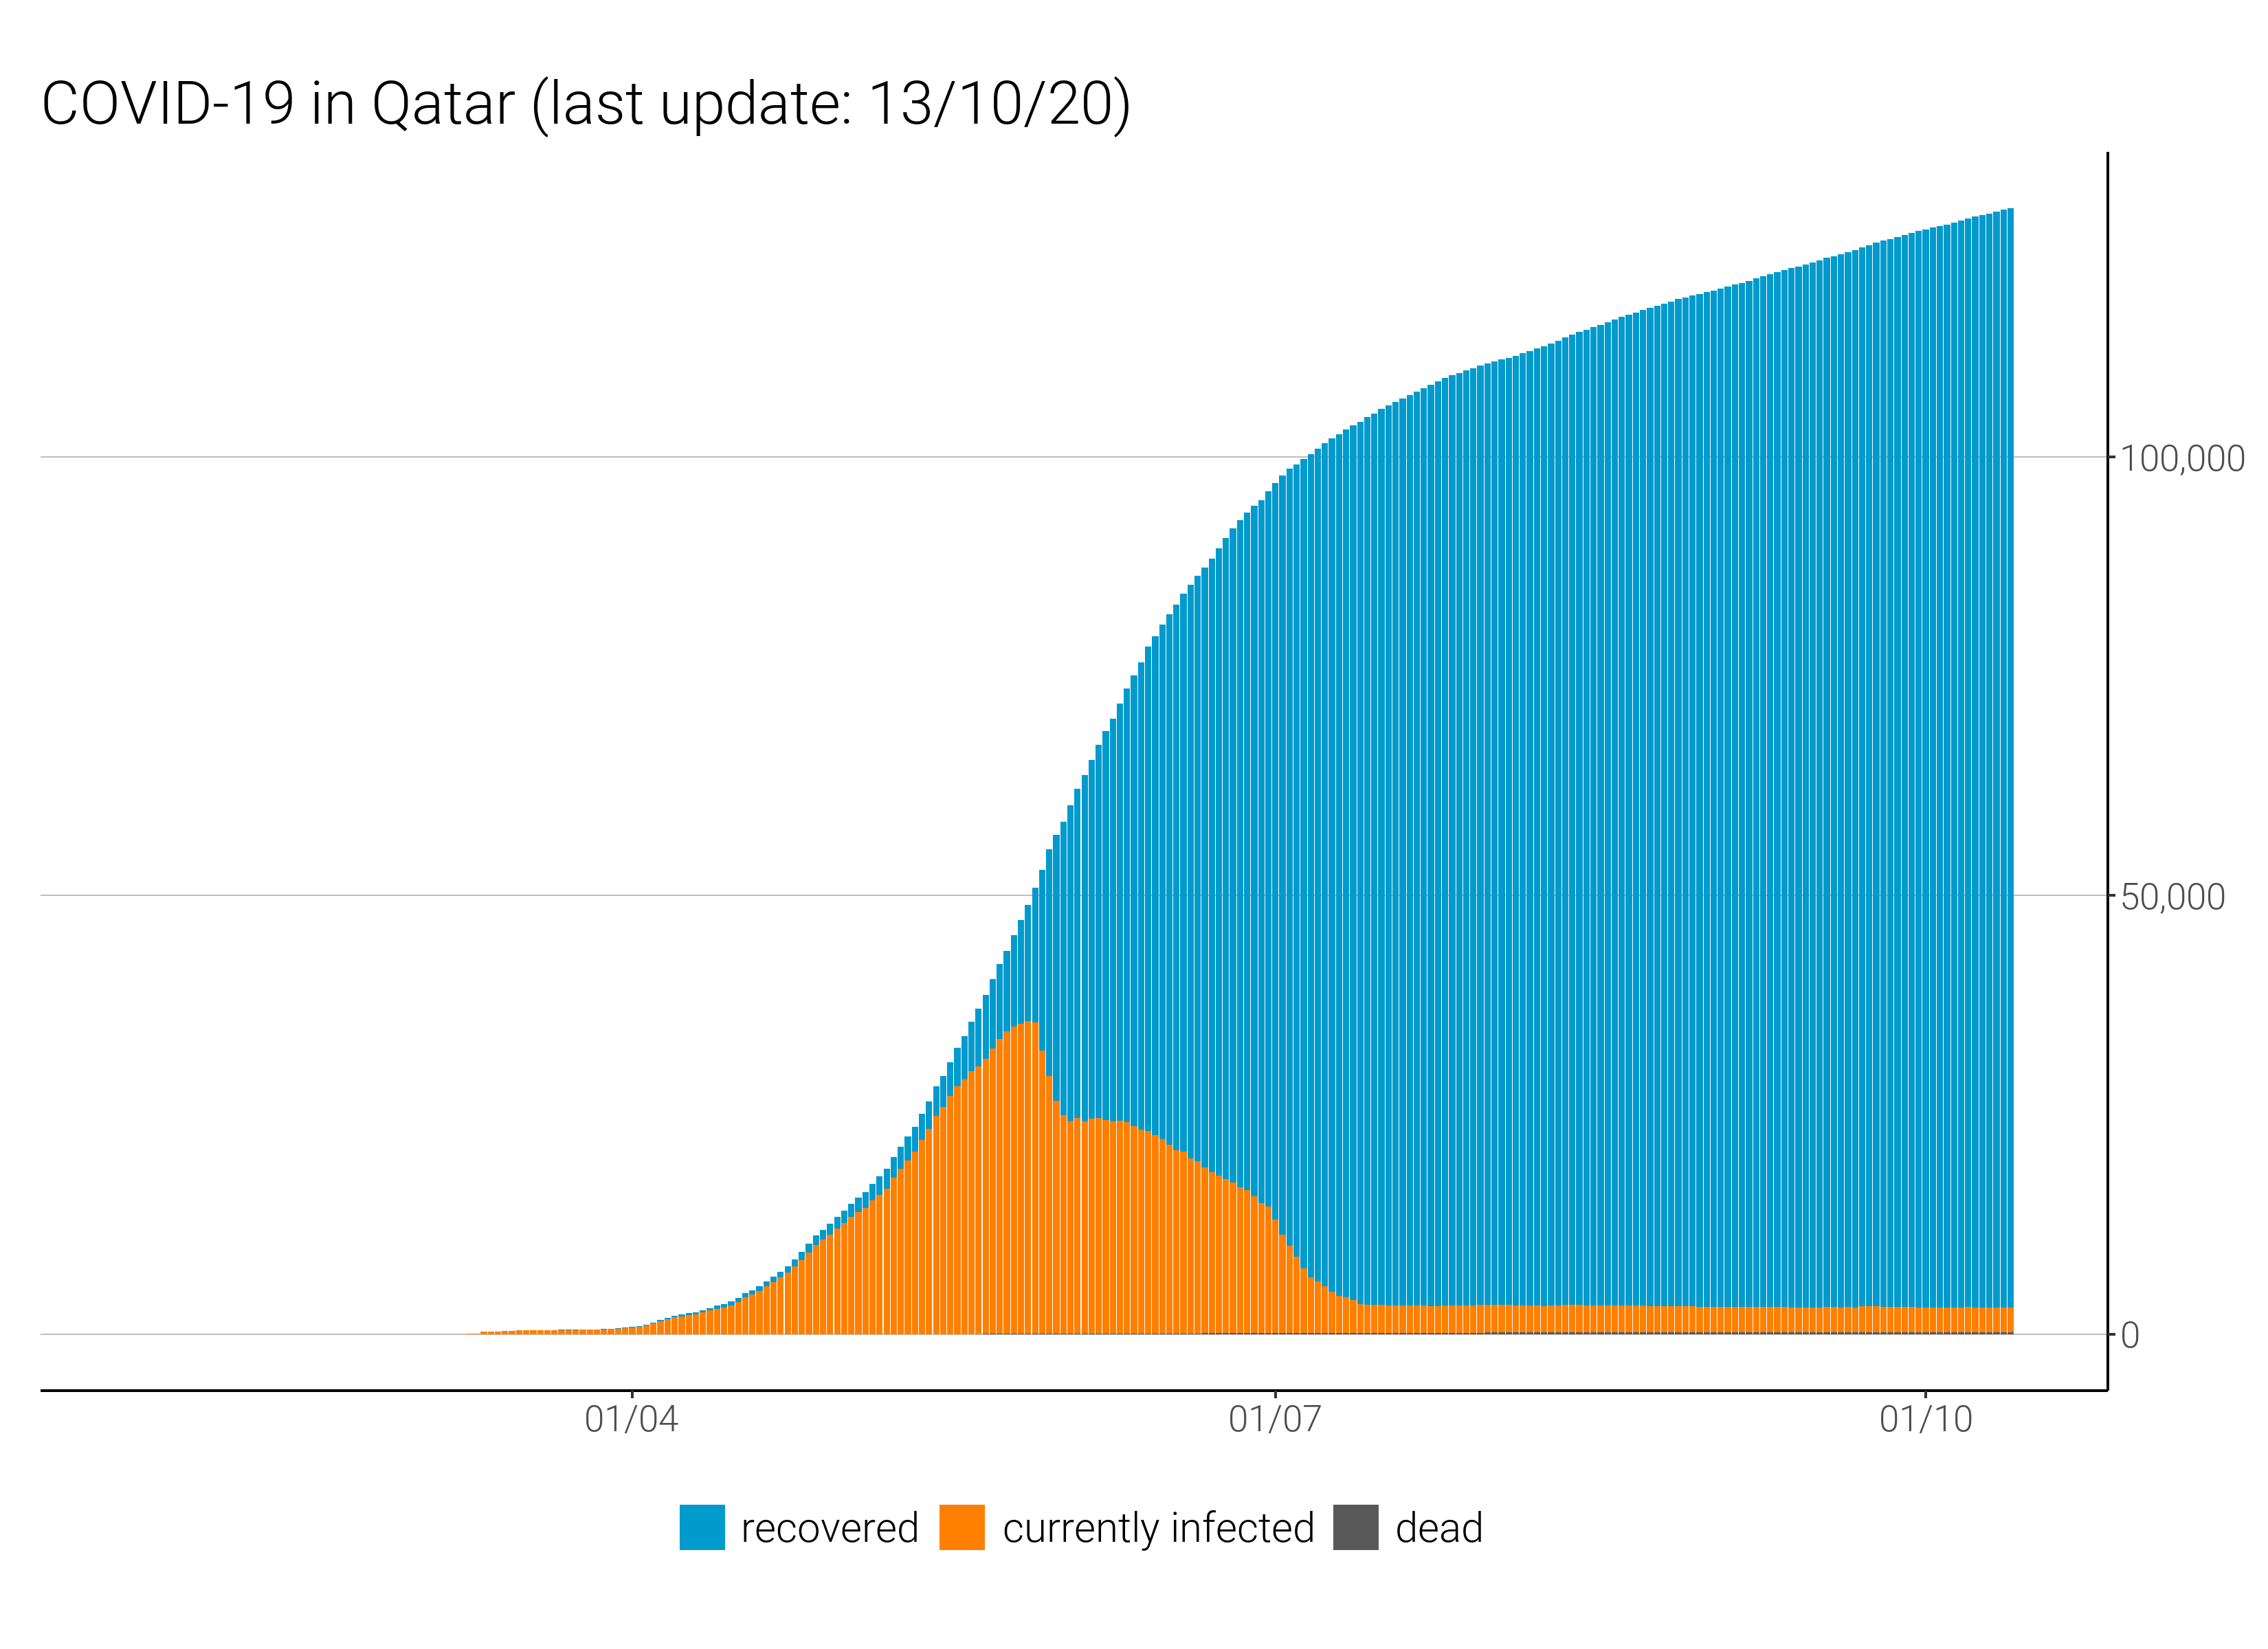 COVID-19 in Qatar (last update: 13/10/20)
100,000
50,000
0
01/04 01/07 01/10
recovered currently infected dead